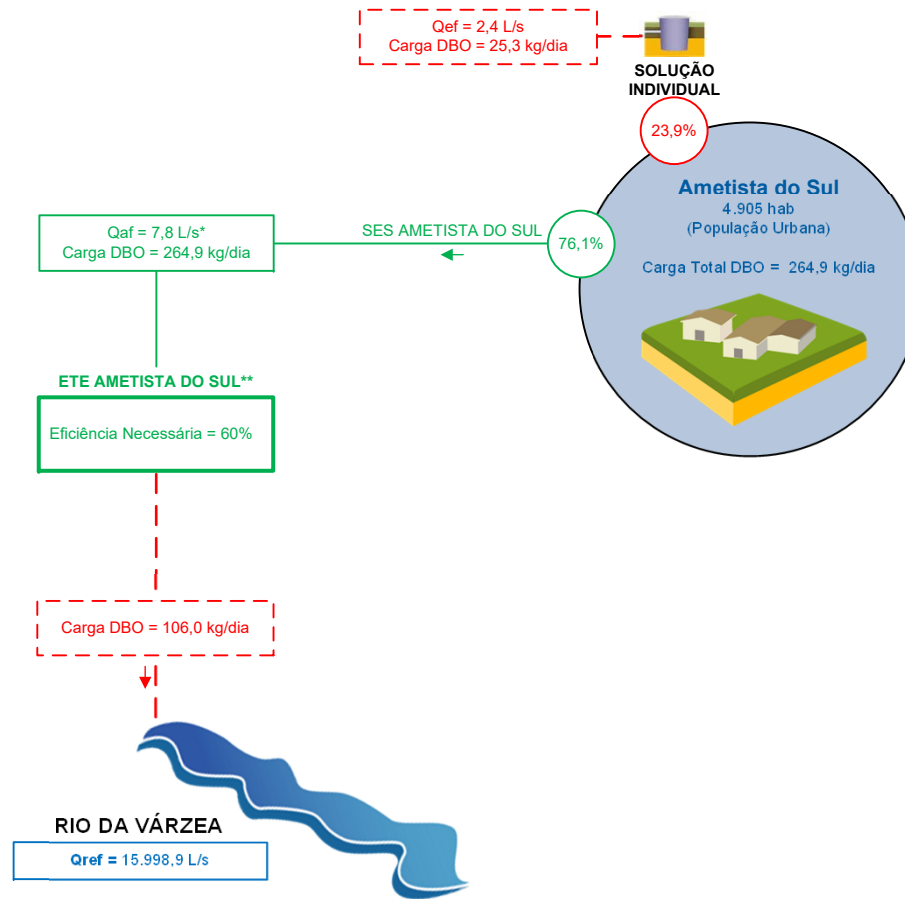 Qef = 2,4 L/s
Carga DBO = 25,3 kg/dia
SOLUÇÃO
INDIVIDUAL
23,9%
Ametista do Sul
4.905 hab
(População Urbana)
Carga Total DBO = 264,9 kg/dia
76,1%
SES AMETISTA DO SUL
Qaf = 7,8 L/s*
Carga DBO = 264,9 kg/dia
ETE AMETISTA DO SUL**
Eficiência Necessária = 60%
Carga DBO = 106,0 kg/dia
RIO DA VÁRZEA
Qref = 15.998,9 L/s